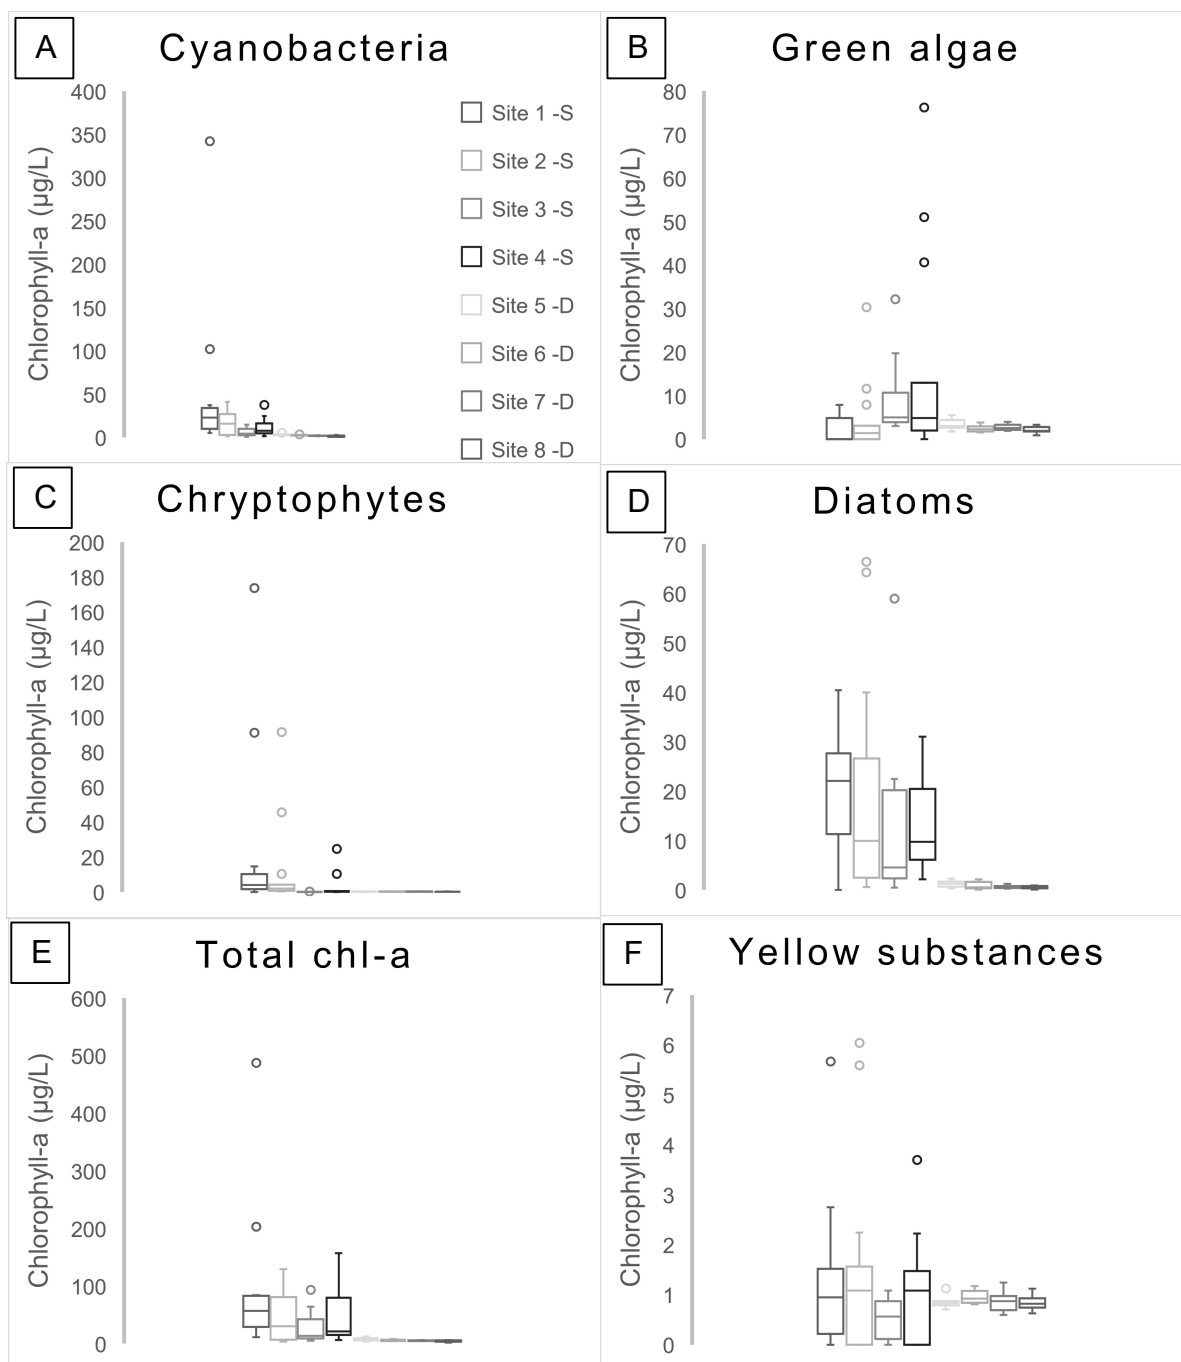 A
Cyanobacteria
400
350
300
250
200
150
100
50
0
Chlorophyll-a (µg/L)
Site 1 -S
Site 2 -S
Site 3 -S
Site 4 -S
Site 5 -D
Site 6 -D
Site 7 -D
Site 8 -D
B
Green algae
80
70
60
50
40
30
20
10
0
Chlorophyll-a (µg/L)
C
Chryptophytes
200
180
160
140
120
100
80
60
40
20
0
Chlorophyll-a (µg/L)
D
Diatoms
70
60
50
40
30
20
10
0
Chlorophyll-a (µg/L)
E
Total chl-a
600
500
400
300
200
100
0
Chlorophyll-a (µg/L)
F
Yellow substances
7
6
5
4
3
2
1
0
Chlorophyll-a (µg/L)